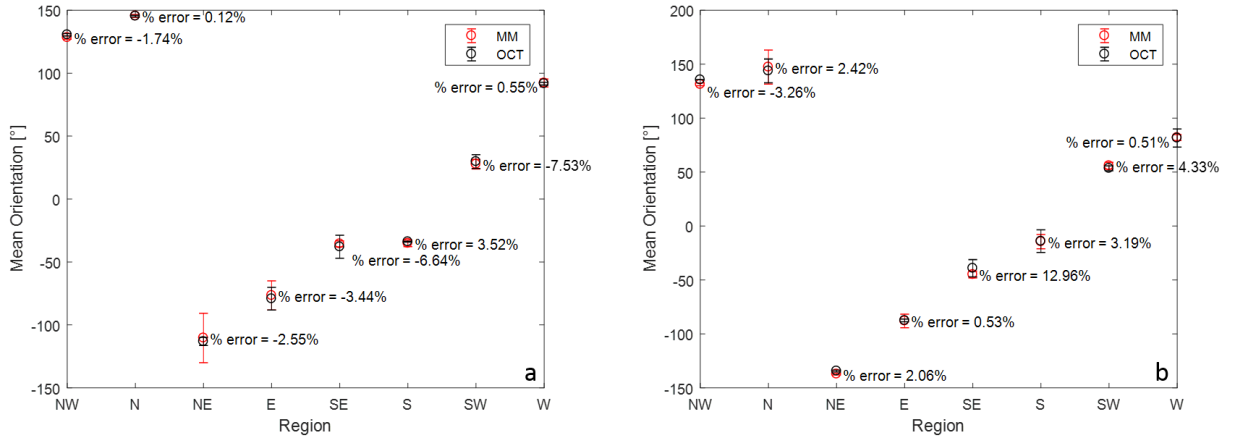 150
% error = 0.12%
MM
% error = -1.74%
OCT
100
% error = 0.55%
50
% error = -7.53%
0
% error = 3.52%
% error = -6.64%
-50
% error = -3.44%
-100
% error = -2.55%
a
-150
NW N NE E SE S SW W
Region
Mean Orientation [°]
200
MM
OCT
150
% error = 2.42%
% error = -3.26%
100
% error = 0.51%
50
% error = 4.33%
0
% error = 3.19%
% error = 12.96%
-50
% error = 0.53%
-100
% error = 2.06%
b
-150
NW N NE E SE S SW W
Region
Mean Orientation [°]